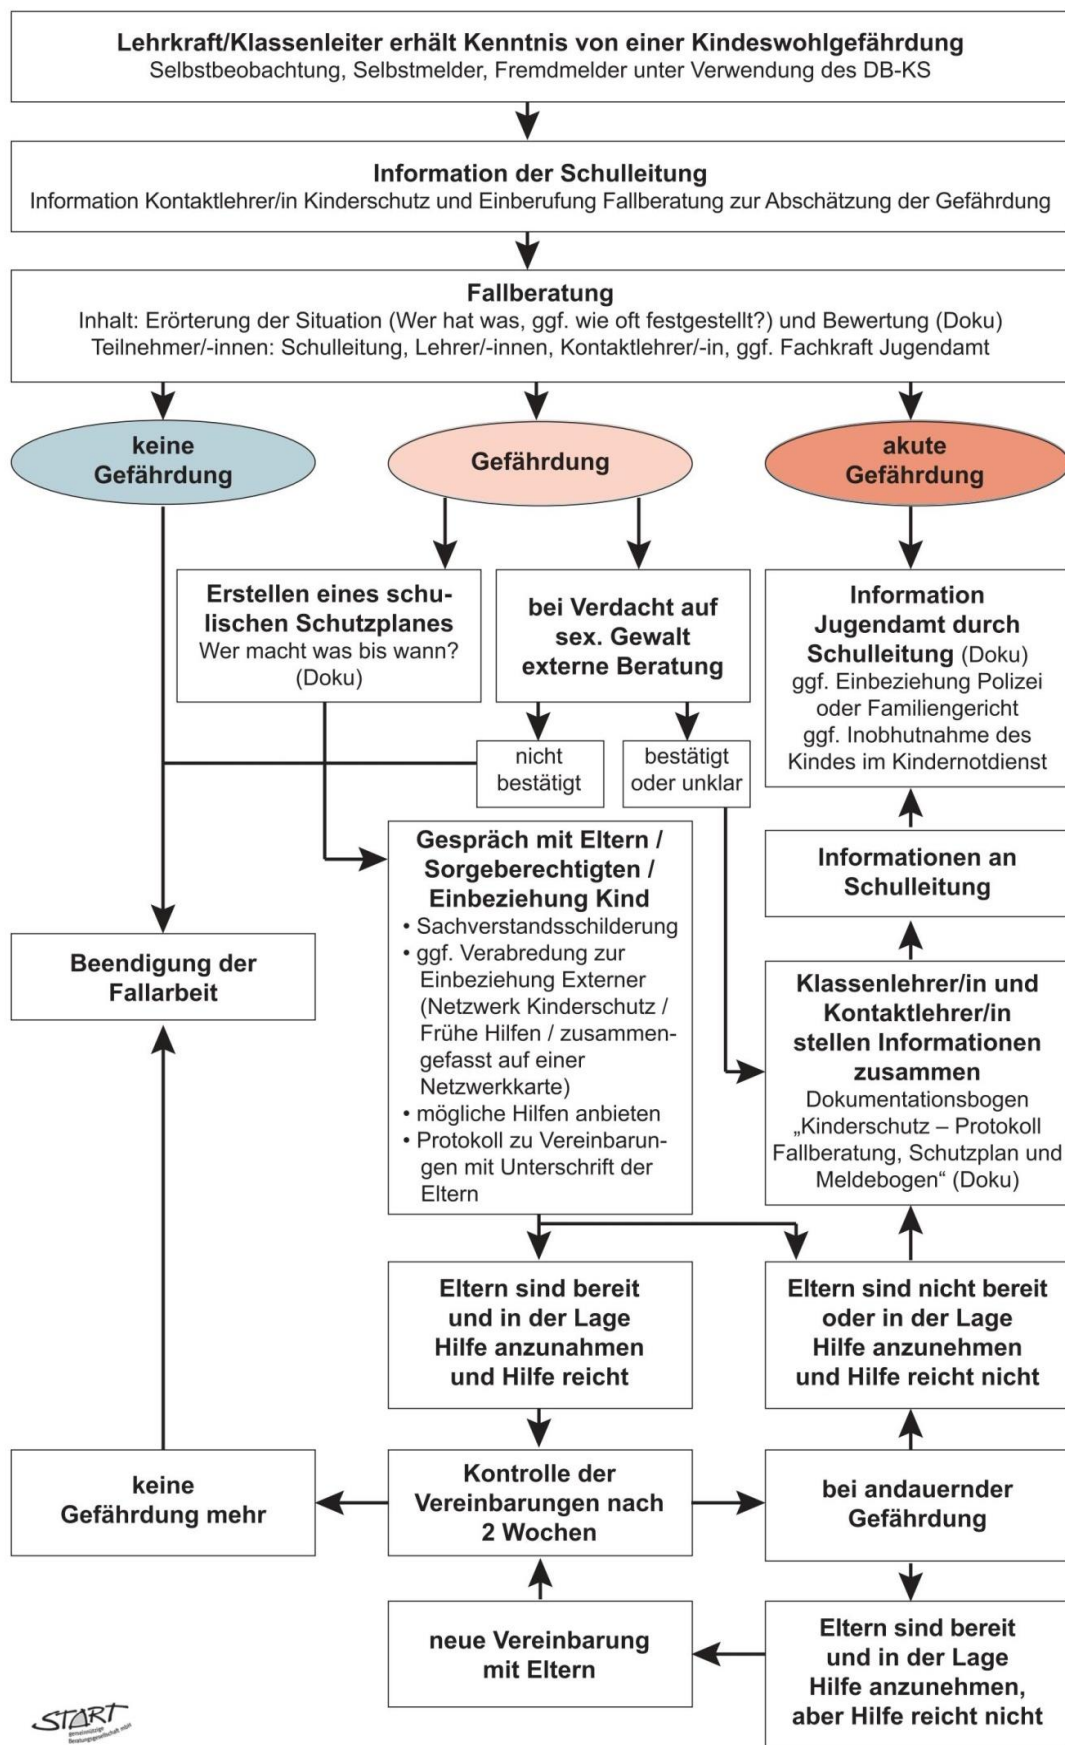 Lehrkraft/Klassenleiter erhält Kenntnis von einer Kindeswohlgefährdung
Selbstbeobachtung, Selbstmelder, Fremdmelder unter Verwendung des DB-KS
Information der Schulleitung
Information Kontaktlehrer/in Kinderschutz und Einberufung Fallberatung zur Abschätzung der Gefährdung
Fallberatung
Inhalt: Erörterung der Situation (Wer hat was, ggf. wie oft festgestellt?) und Bewertung (Doku)
Teilnehmer/-innen: Schulleitung, Lehrer/-innen, Kontaktlehrer/-in, ggf. Fachkraft Jugendamt
keine
Gefährdung
Gefährdung
akute
Gefährdung
Erstellen eines schu-
lischen Schutzplanes
Wer macht was bis wann?
(Doku)
bei Verdacht auf
sex. Gewalt
externe Beratung
Information
Jugendamt durch
Schulleitung (Doku)
ggf. Einbeziehung Polizei
oder Familiengericht
ggf. Inobhutnahme des
Kindes im Kindernotdienst
nicht
bestätigt
bestätigt
oder unklar
Gespräch mit Eltern /
Sorgeberechtigten /
Einbeziehung Kind
• Sachverstandsschilderung
• ggf. Verabredung zur
Einbeziehung Externer
(Netzwerk Kinderschutz /
Frühe Hilfen / zusammen-
gefasst auf einer
Netzwerkkarte)
• mögliche Hilfen anbieten
• Protokoll zu Vereinbarun-
gen mit Unterschrift der
Eltern
Informationen an
Schulleitung
Beendigung der
Fallarbeit
Klassenlehrer/in und
Kontaktlehrer/in
stellen Informationen
zusammen
Dokumentationsbogen
„Kinderschutz – Protokoll
Fallberatung, Schutzplan und
Meldebogen“ (Doku)
Eltern sind bereit
und in der Lage
Hilfe anzunahmen
und Hilfe reicht
Eltern sind nicht bereit
oder in der Lage
Hilfe anzunehmen
und Hilfe reicht nicht
keine
Gefährdung mehr
Kontrolle der
Vereinbarungen nach
2 Wochen
bei andauernder
Gefährdung
neue Vereinbarung
mit Eltern
Eltern sind bereit
und in der Lage
Hilfe anzunehmen,
aber Hilfe reicht nicht
START
gemeinnützige
Beratungsgesellschaft mbH